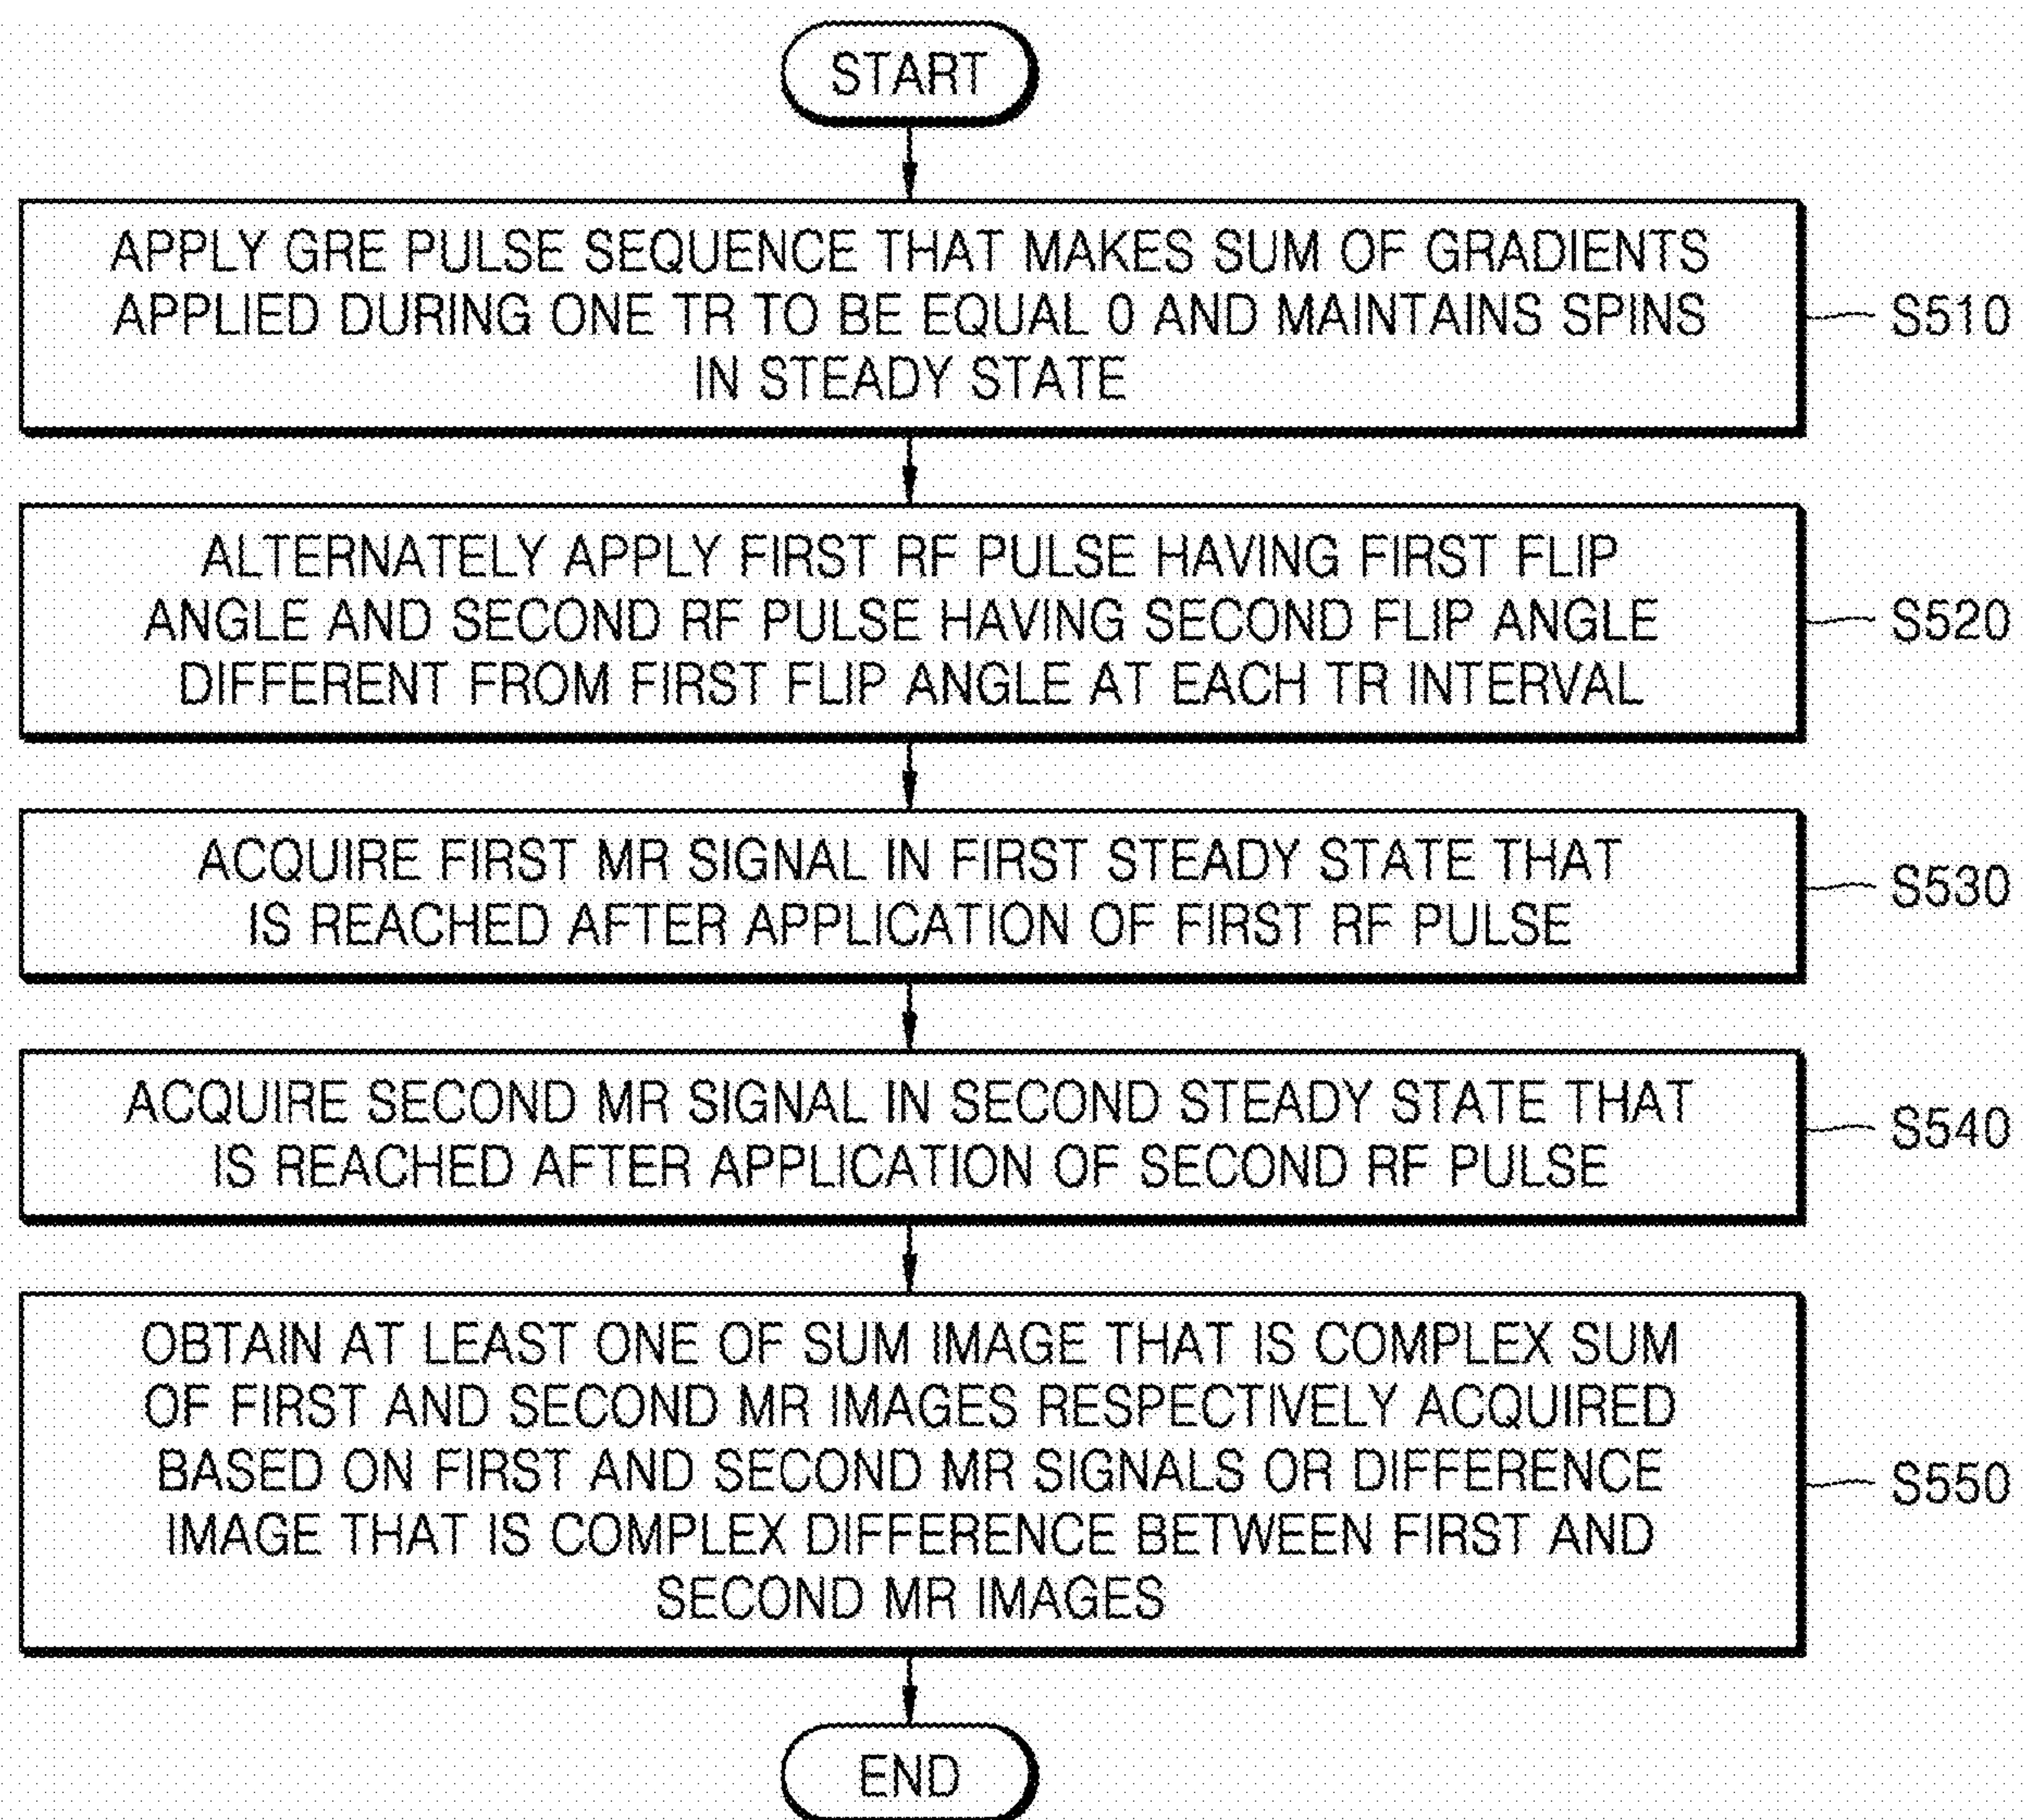 START
APPLY GRE PULSE SEQUENCE THAT MAKES SUM OF GRADIENTS
APPLIED DURING ONE TR TO BE EQUAL 0 AND MAINTAINS SPINS
IN STEADY STATE
S510
ALTERNATELY APPLY FIRST RF PULSE HAVING FIRST FLIP
ANGLE AND SECOND RF PULSE HAVING SECOND FLIP ANGLE
DIFFERENT FROM FIRST FLIP ANGLE AT EACH TR INTERVAL
S520
ACQUIRE FIRST MR SIGNAL IN FIRST STEADY STATE THAT
IS REACHED AFTER APPLICATION OF FIRST RF PULSE
S530
ACQUIRE SECOND MR SIGNAL IN SECOND STEADY STATE THAT
IS REACHED AFTER APPLICATION OF SECOND RF PULSE
S540
OBTAIN AT LEAST ONE OF SUM IMAGE THAT IS COMPLEX SUM
OF FIRST AND SECOND MR IMAGES RESPECTIVELY ACQUIRED
BASED ON FIRST AND SECOND MR SIGNALS OR DIFFERENCE
IMAGE THAT IS COMPLEX DIFFERENCE BETWEEN FIRST AND
SECOND MR IMAGES
S550
END